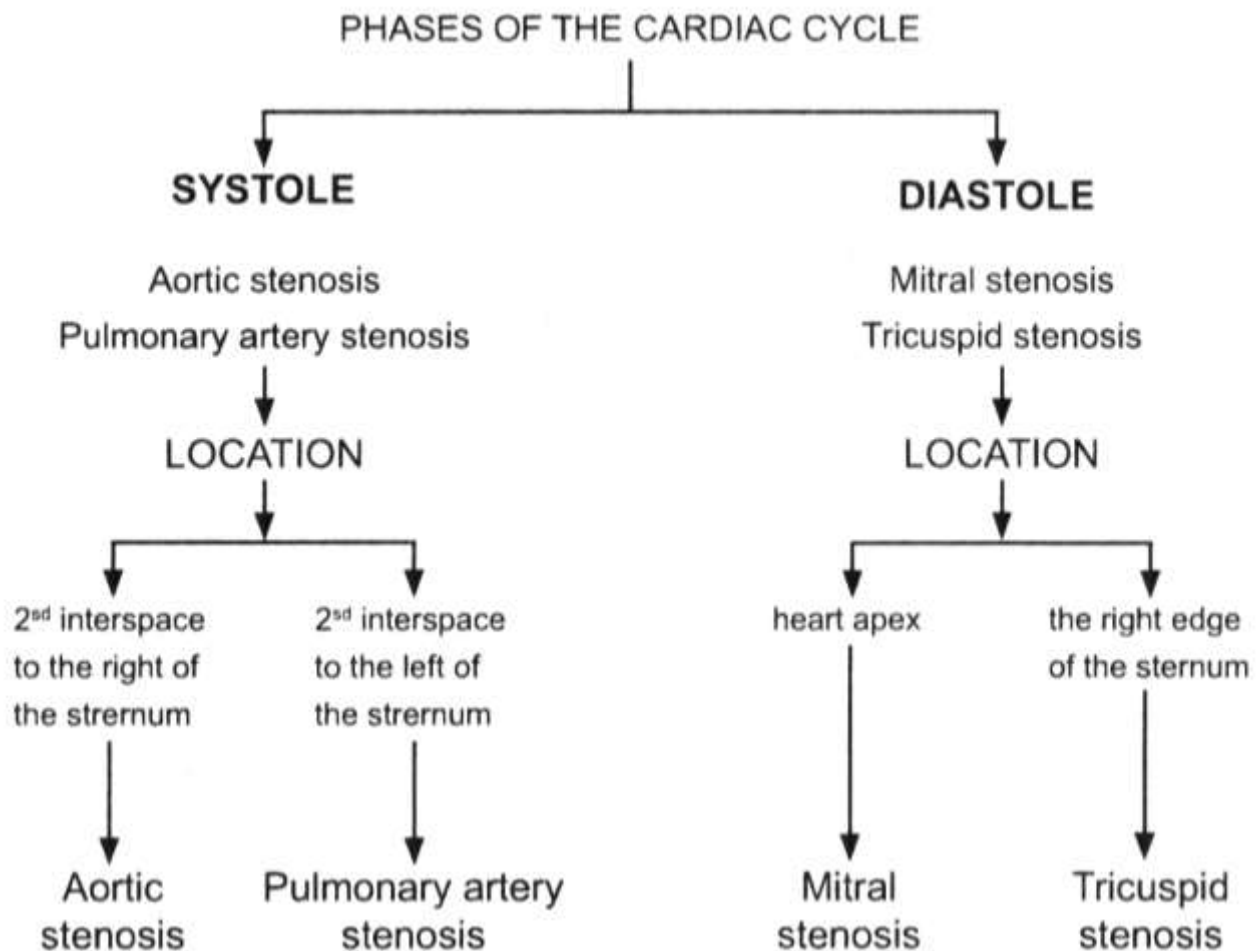 PHASES OF THE CARDIAC CYCLE
SYSTOLE
Aortic stenosis
Pulmonary artery stenosis
LOCATION
2sd interspace
to the right of
the strernum
2sd interspace
to the left of
the strernum
Aortic
stenosis
Pulmonary artery
stenosis
DIASTOLE
Mitral stenosis
Tricuspid stenosis
LOCATION
heart apex
the right edge
of the sternum
Mitral
stenosis
Tricuspid
stenosis